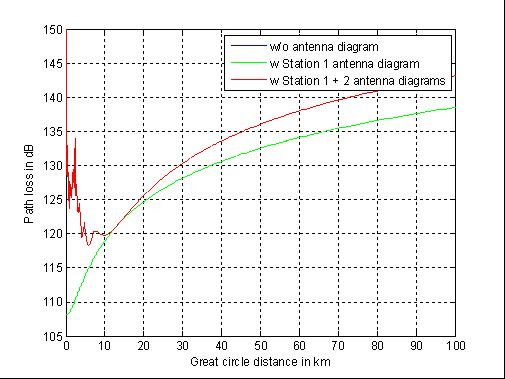 150
145
140
135
130
125
120
115
110
105
Path loss in dB
w/o antenna diagram
w Station 1 antenna diagram
w Station 1 + 2 antenna diagrams
0 10 20 30 40 50 60 70 80 90 100
Great circle distance in km